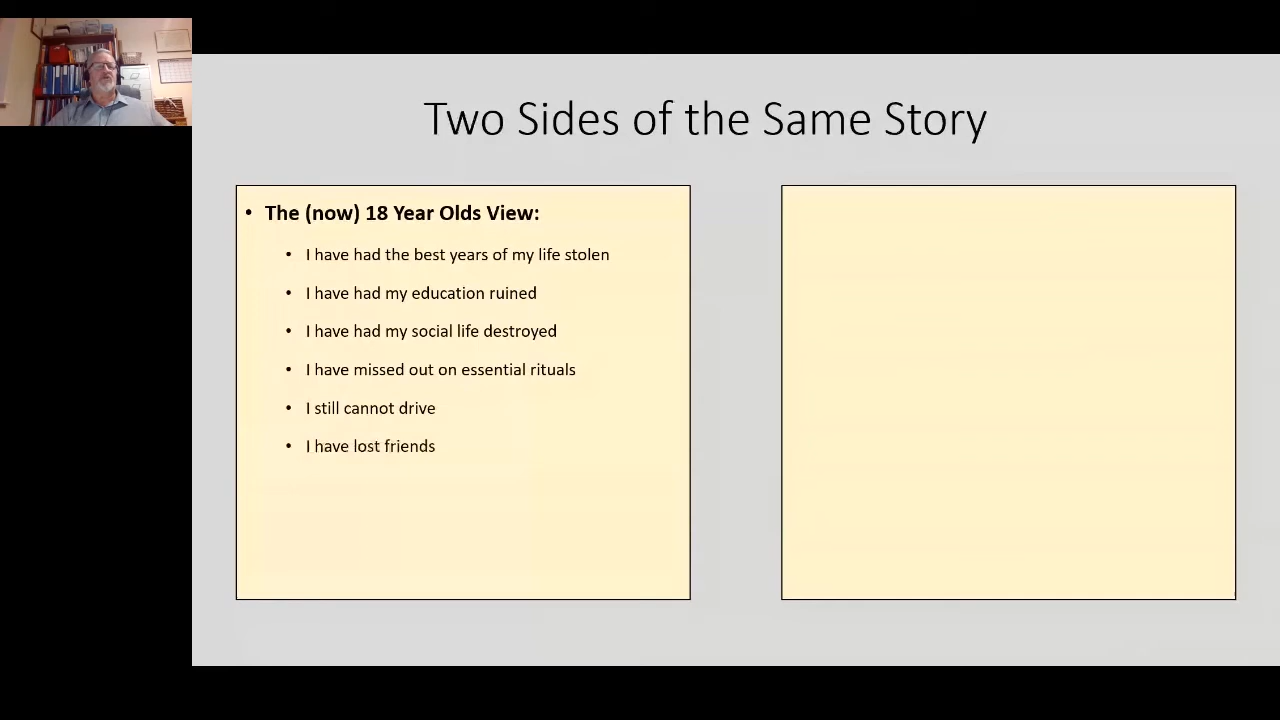 Two Sides of the Same Story
• The (now) 18 Year Olds View:
• I have had the best years of my life stolen
• I have had my education ruined
• I have had my social life destroyed
• I have missed out on essential rituals
• I still cannot drive
• I have lost friends